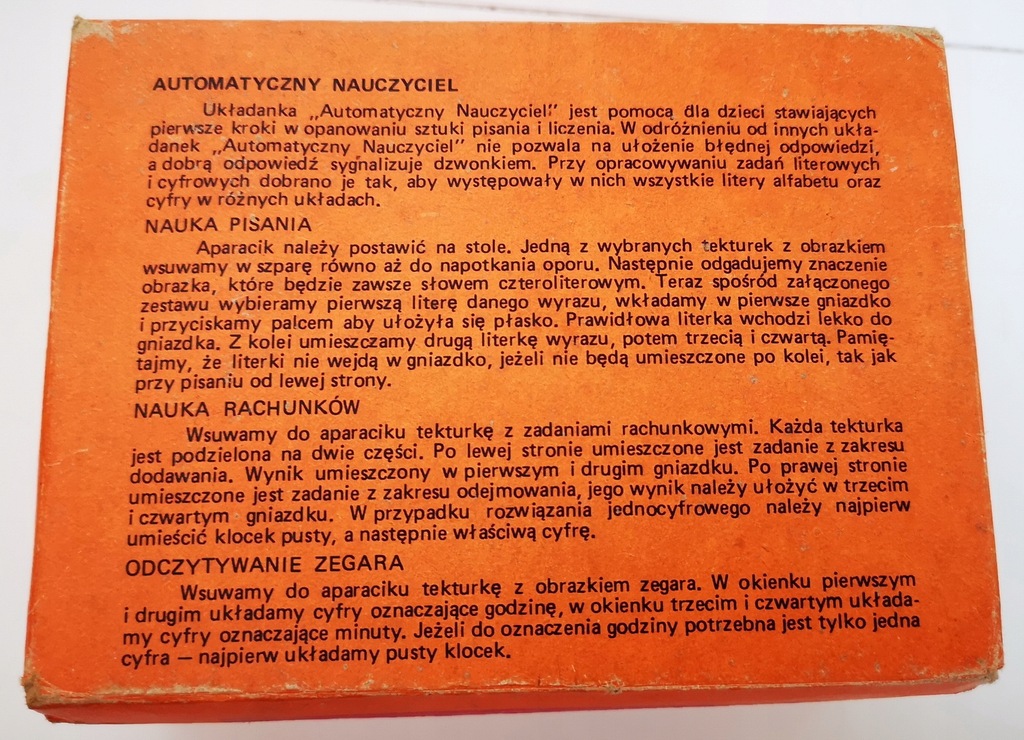 AUTOMATYCZNY NAUCZYCIEL
Układanka „Automatyczny Nauczyciel” jest pomocą dla dzieci stawiających
pierwsze kroki w opanowaniu sztuki pisania i liczenia. W odróżnieniu od innych ukła-
danek „Automatyczny Nauczyciel” nie pozwala na ułożenie błędnej odpowiedzi,
a dobrą odpowiedź sygnalizuje dzwonkiem. Przy opracowywaniu zadań literowych
i cyfrowych dobrano je tak, aby występowały w nich wszystkie litery alfabetu oraz
cyfry w różnych układach.
NAUKA PISANIA
Aparacik należy postawić na stole. Jedną z wybranych tekturek z obrazkiem
wsuwamy w szparę równo aż do napotkania oporu. Następnie odgadujemy znaczenie
obrazka, które będzie zawsze słowem czteroliterowym. Teraz spośród załączonego
zestawu wybieramy pierwszą literę danego wyrazu, wkładamy w pierwsze gniazdko
i przyciskamy palcem aby ułożyła się płasko. Prawidłowa literka wchodzi lekko do
gniazdka. Z kolei umieszczamy drugą literkę wyrazu, potem trzecią i czwartą. Pamię-
tajmy, że literki nie wejdą w gniazdko, jeżeli nie będą umieszczone po kolei, tak jak
przy pisaniu od lewej strony.
NAUKA RACHUNKÓW
Wsuwamy do aparaciku tekturkę z zadaniami rachunkowymi. Każda tekturka
jest podzielona na dwie części. Po lewej stronie umieszczone jest zadanie z zakresu
dodawania. Wynik umieszczony w pierwszym i drugim gniazdku. Po prawej stronie
umieszczone jest zadanie z zakresu odejmowania, jego wynik należy ułożyć w trzecim
i czwartym gniazdku. W przypadku rozwiązania jednocyfrowego należy najpierw
umieścić klocek pusty, a następnie właściwą cyfrę.
ODCZYTYWANIE ZEGARA
Wsuwamy do aparaciku tekturkę z obrazkiem zegara. W okienku pierwszym
i drugim układamy cyfry oznaczające godzinę, w okienku trzecim i czwartym układa-
my cyfry oznaczające minuty. Jeżeli do oznaczenia godziny potrzebna jest tylko jedna
cyfra — najpierw układamy pusty klocek.